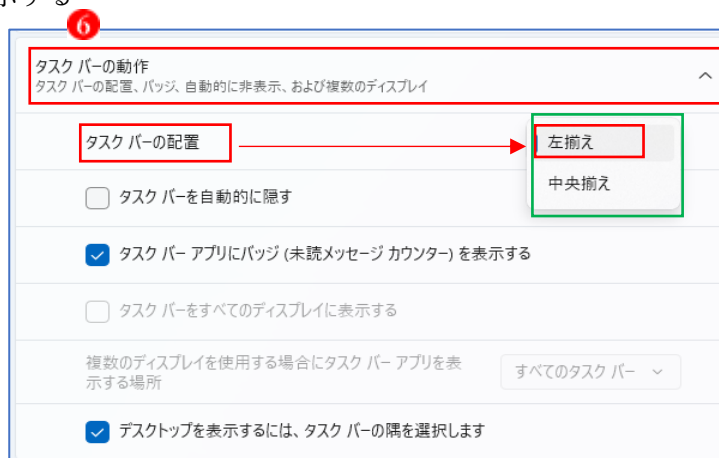 示する
6
タスク バーの動作
タスク バーの配置、バッジ、自動的に非表示、および複数のディスプレイ
タスク バーの配置
左揃え
中央揃え
タスク バーを自動的に隠す
タスク バー アプリにバッジ (未読メッセージ カウンター) を表示する
タスク バーをすべてのディスプレイに表示する
複数のディスプレイを使用する場合にタスク バー アプリを表
示する場所
すべてのタスク バー
デスクトップを表示するには、タスク バーの隅を選択します